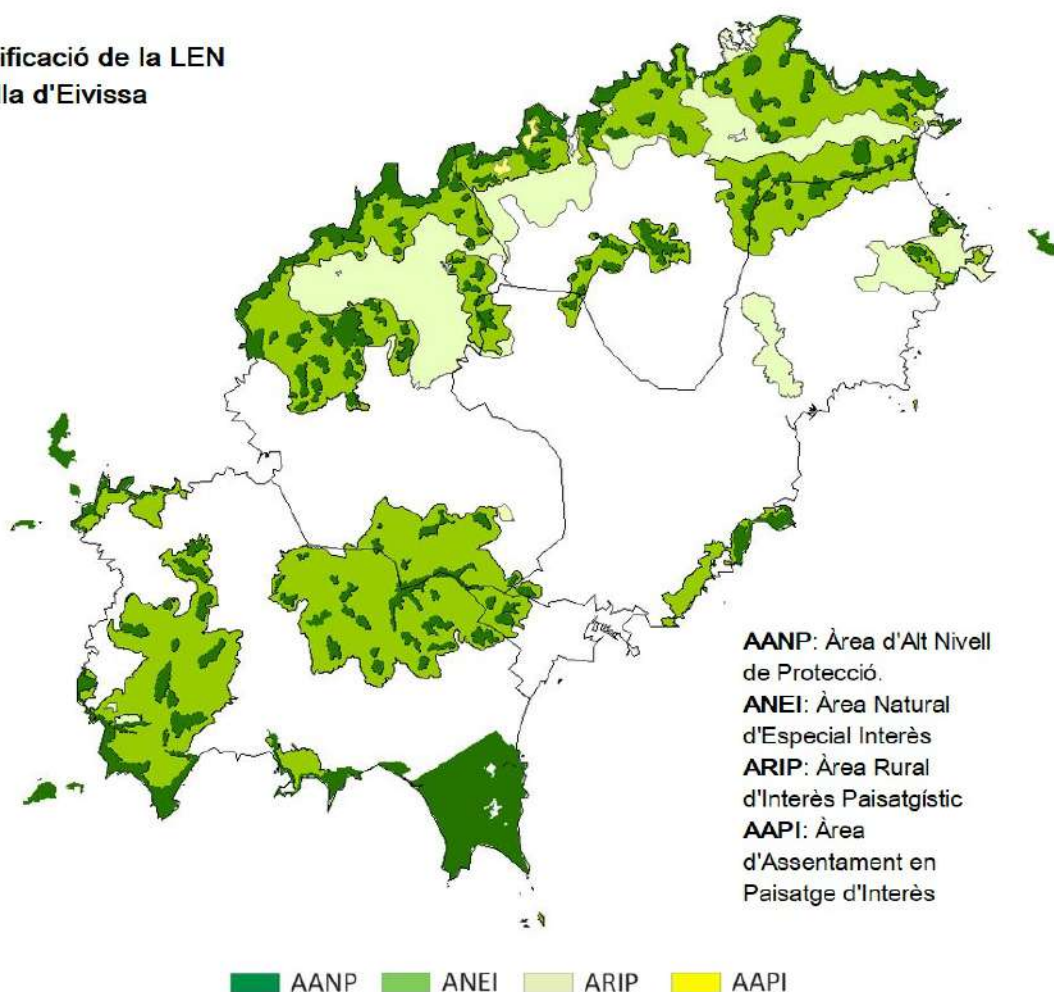 ificació de la LEN
lla d'Eivissa
AANP: Àrea d'Alt Nivell
de Protecció.
ANEI: Àrea Natural
d'Especial Interès
ARIP: Àrea Rural
d'Interès Paisatgístic
AAPI: Àrea
d'Assentament en
Paisatge d'Interès
AANP ANEI ARIP AAPI